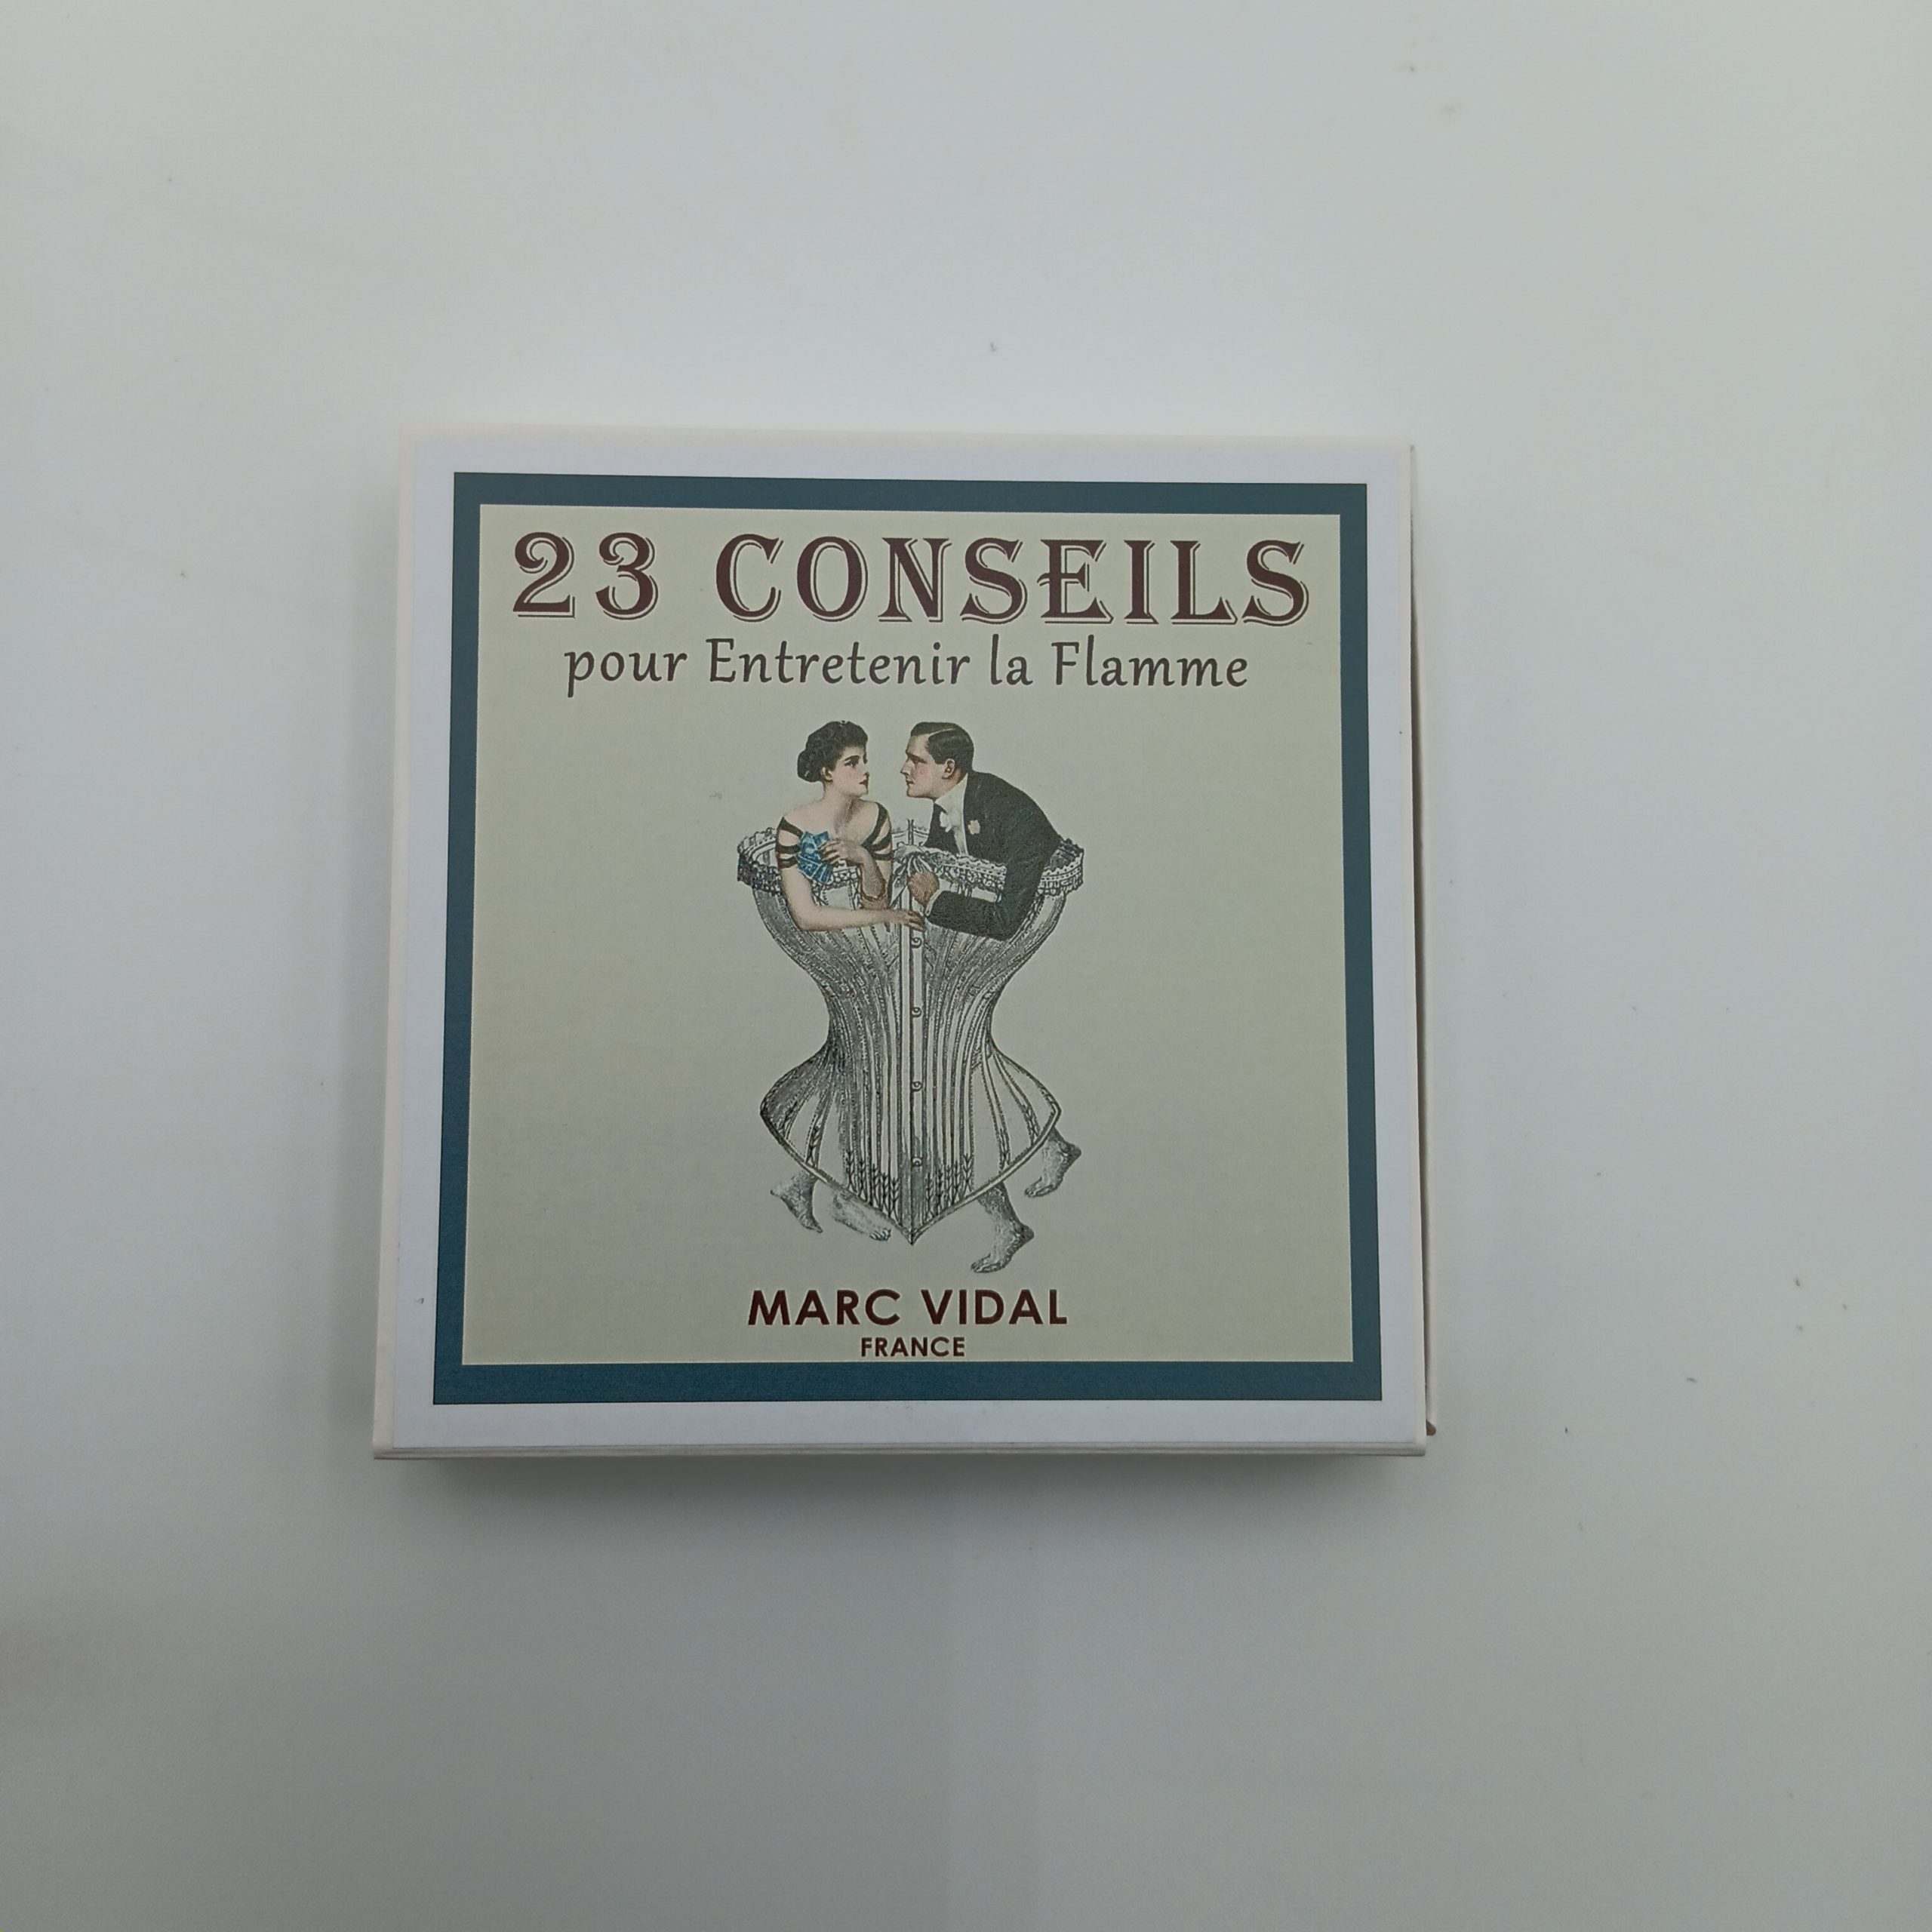 23 CONSEILS
pour Entretenir la Flamme
MARC VIDAL
FRANCE